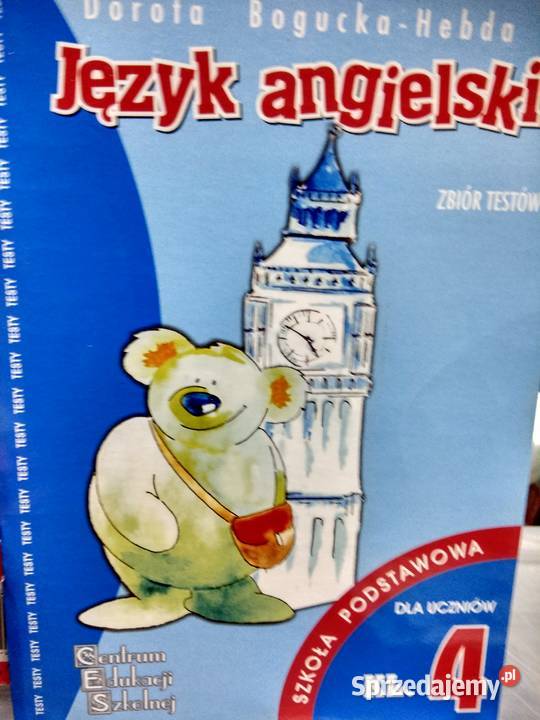 Dorota Bogucka-Hebda
Język angielski
ZBIÓR TESTÓW
TESTY TESTY TESTY TESTY TESTY TESTY TESTY TESTY TESTY TESTY TESTY TESTY TESTY TESTY TESTY TESTY TESTY
SZKOŁA PODSTAWOWA
DLA UCZNIÓW
KL. 4
Centrum
Edukacji
Szkolnej
Sprzedajemy.pl